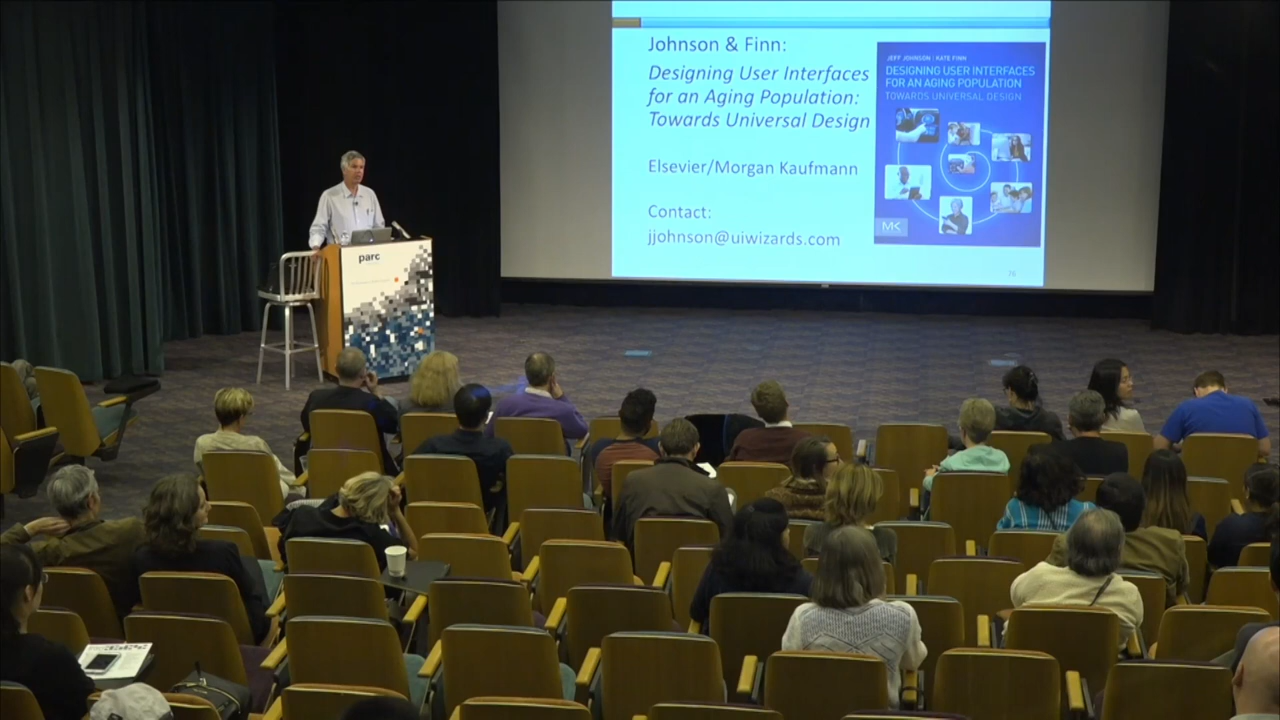 Johnson & Finn:
Designing User Interfaces
for an Aging Population:
Towards Universal Design
Elsevier/Morgan Kaufmann
Contact:
jjohnson@uiwizards.com
JEFF JOHNSON | KATE FINN
DESIGNING USER INTERFACES
FOR AN AGING POPULATION
TOWARDS UNIVERSAL DESIGN
MK
76
parc